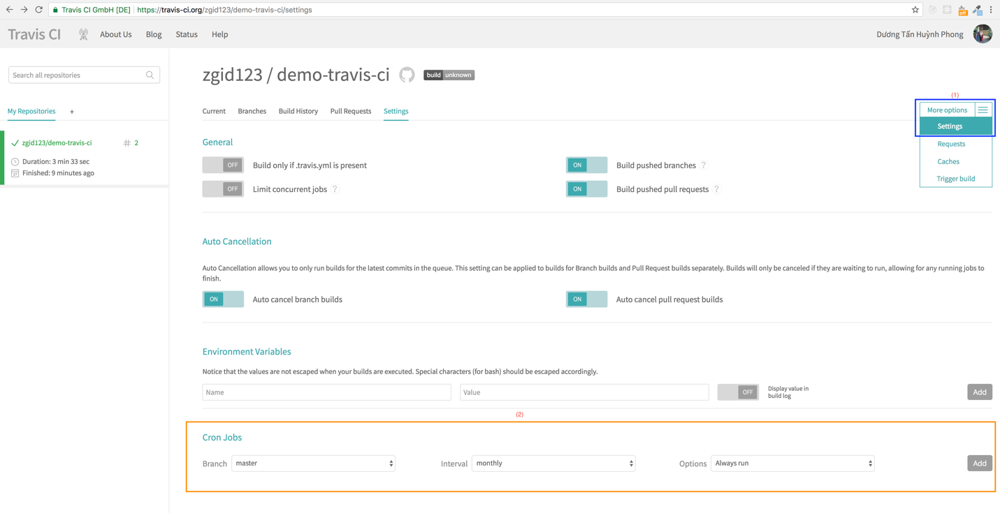 Travis CI GmbH [DE] https://travis-ci.org/zgid123/demo-travis-ci/settings
off
Travis CI About Us Blog Status Help Dương Tấn Huỳnh Phong
Search all repositories
zgid123 / demo-travis-ci build unknown
(1)
My Repositories +
Current Branches Build History Pull Requests Settings
More options
Settings
Requests
Caches
Trigger build
zgid123/demo-travis-ci # 2
Duration: 3 min 33 sec
Finished: 9 minutes ago
General
OFF Build only if .travis.yml is present ON Build pushed branches ?
OFF Limit concurrent jobs ? ON Build pushed pull requests ?
Auto Cancellation
Auto Cancellation allows you to only run builds for the latest commits in the queue. This setting can be applied to builds for Branch builds and Pull Request builds separately. Builds will only be canceled if they are waiting to run, allowing for any running jobs to
finish.
ON Auto cancel branch builds ON Auto cancel pull request builds
Environment Variables
Notice that the values are not escaped when your builds are executed. Special characters (for bash) should be escaped accordingly.
Name Value OFF Display value in
build log Add
(2)
Cron Jobs
Branch master Interval monthly Options Always run Add